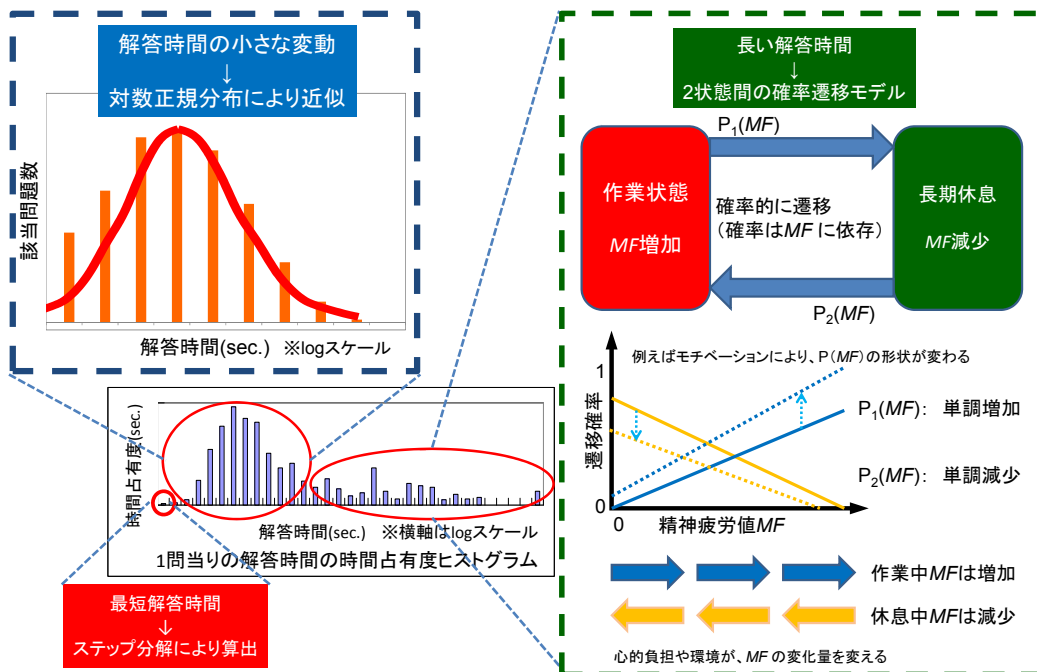 解答時間の小さな変動
↓
対数正規分布により近似
該当問題数
解答時間(sec.) ※logスケール
時間占有度(sec.)
解答時間(sec.) ※横軸はlogスケール
1問当りの解答時間の時間占有度ヒストグラム
最短解答時間
↓
ステップ分解により算出
長い解答時間
↓
2状態間の確率遷移モデル
P1(MF)
作業状態
MF増加
確率的に遷移
(確率はMF に依存)
長期休息
MF減少
P2(MF)
例えばモチベーションにより、P(MF)の形状が変わる
1
遷移確率
0
0
精神疲労値MF
P1(MF): 単調増加
P2(MF): 単調減少
作業中MFは増加
休息中MFは減少
心的負担や環境が、MF の変化量を変える